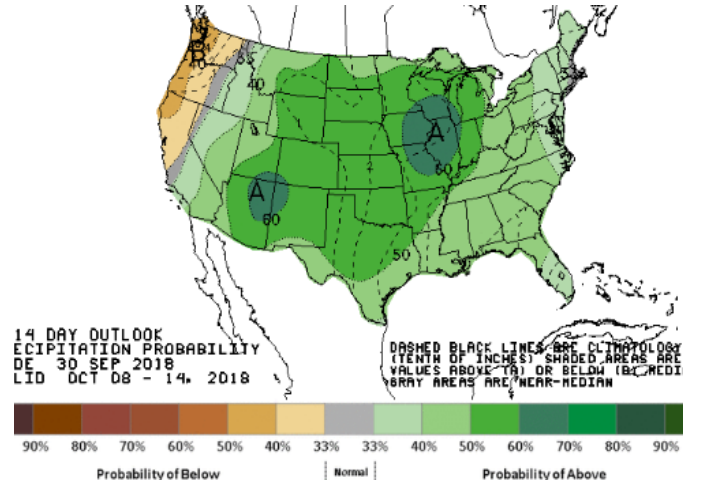 B
40
33
40
A
60
A
60
50
14 DAY OUTLOOK
ECIPITATION PROBABILITY
DE 30 SEP 2018
LID OCT 08 - 14, 2018
DASHED BLACK LINES ARE CLIMATOLOGY
(TENTH OF INCHES) SHADED AREAS ARE
VALUES ABOVE (A) OR BELOW (B) MEDI
GRAY AREAS ARE NEAR-MEDIAN
90% 80% 70% 60% 50% 40% 33% 33% 40% 50% 60% 70% 80% 90%
Probability of Below Normal Probability of Above